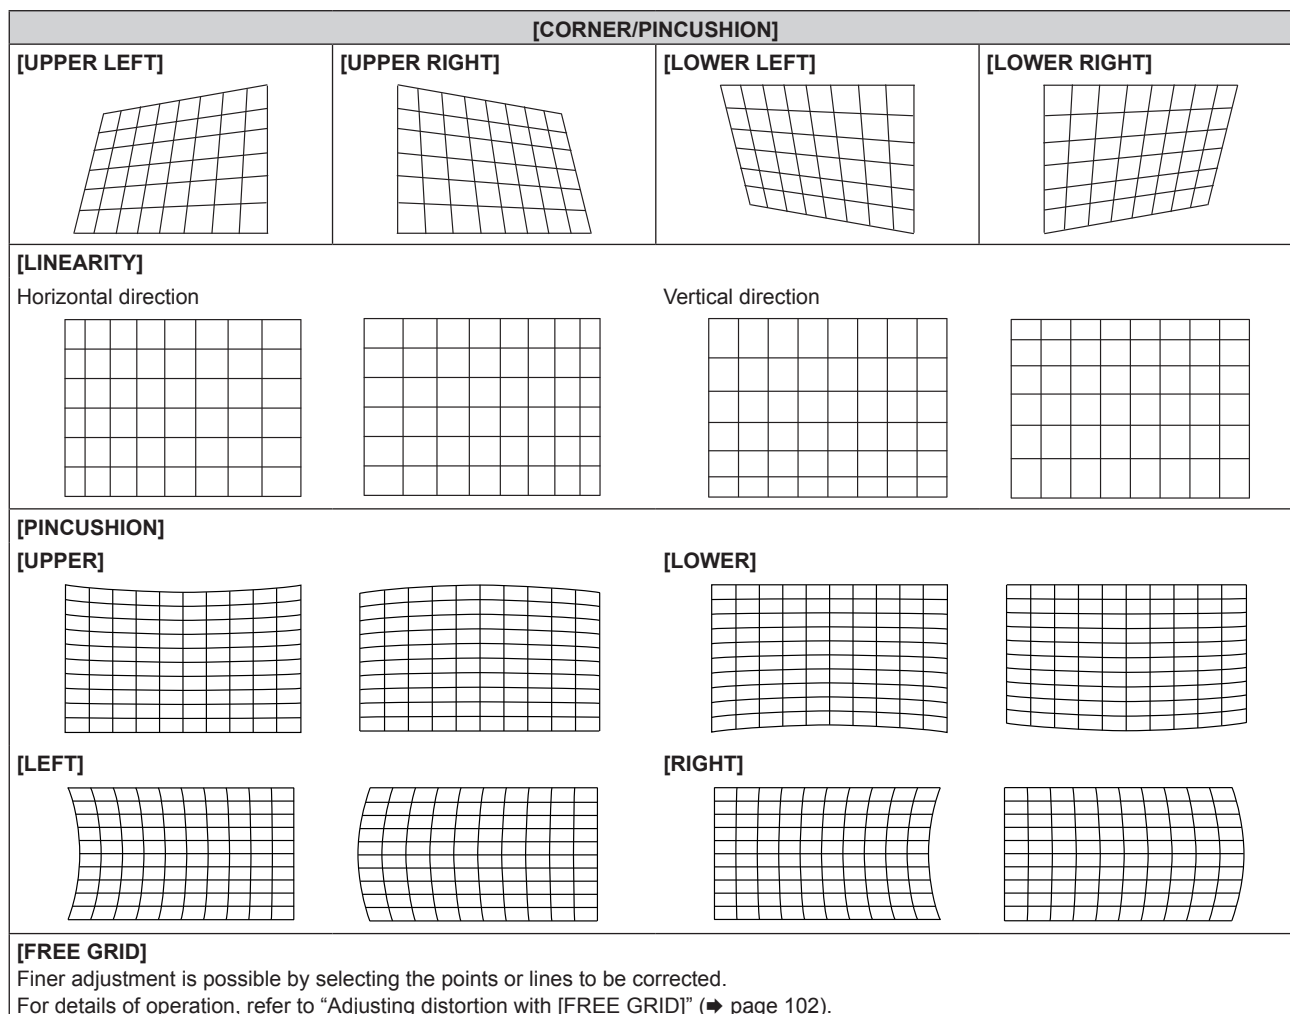 [CORNER/PINCUSHION]
[UPPER LEFT]
[UPPER RIGHT]
[LOWER LEFT]
[LOWER RIGHT]
[LINEARITY]
Horizontal direction
Vertical direction
[PINCUSHION]
[UPPER]
[LOWER]
[LEFT]
[RIGHT]
[FREE GRID]
Finer adjustment is possible by selecting the points or lines to be corrected.
For details of operation, refer to “Adjusting distortion with [FREE GRID]” (➡ page 102).